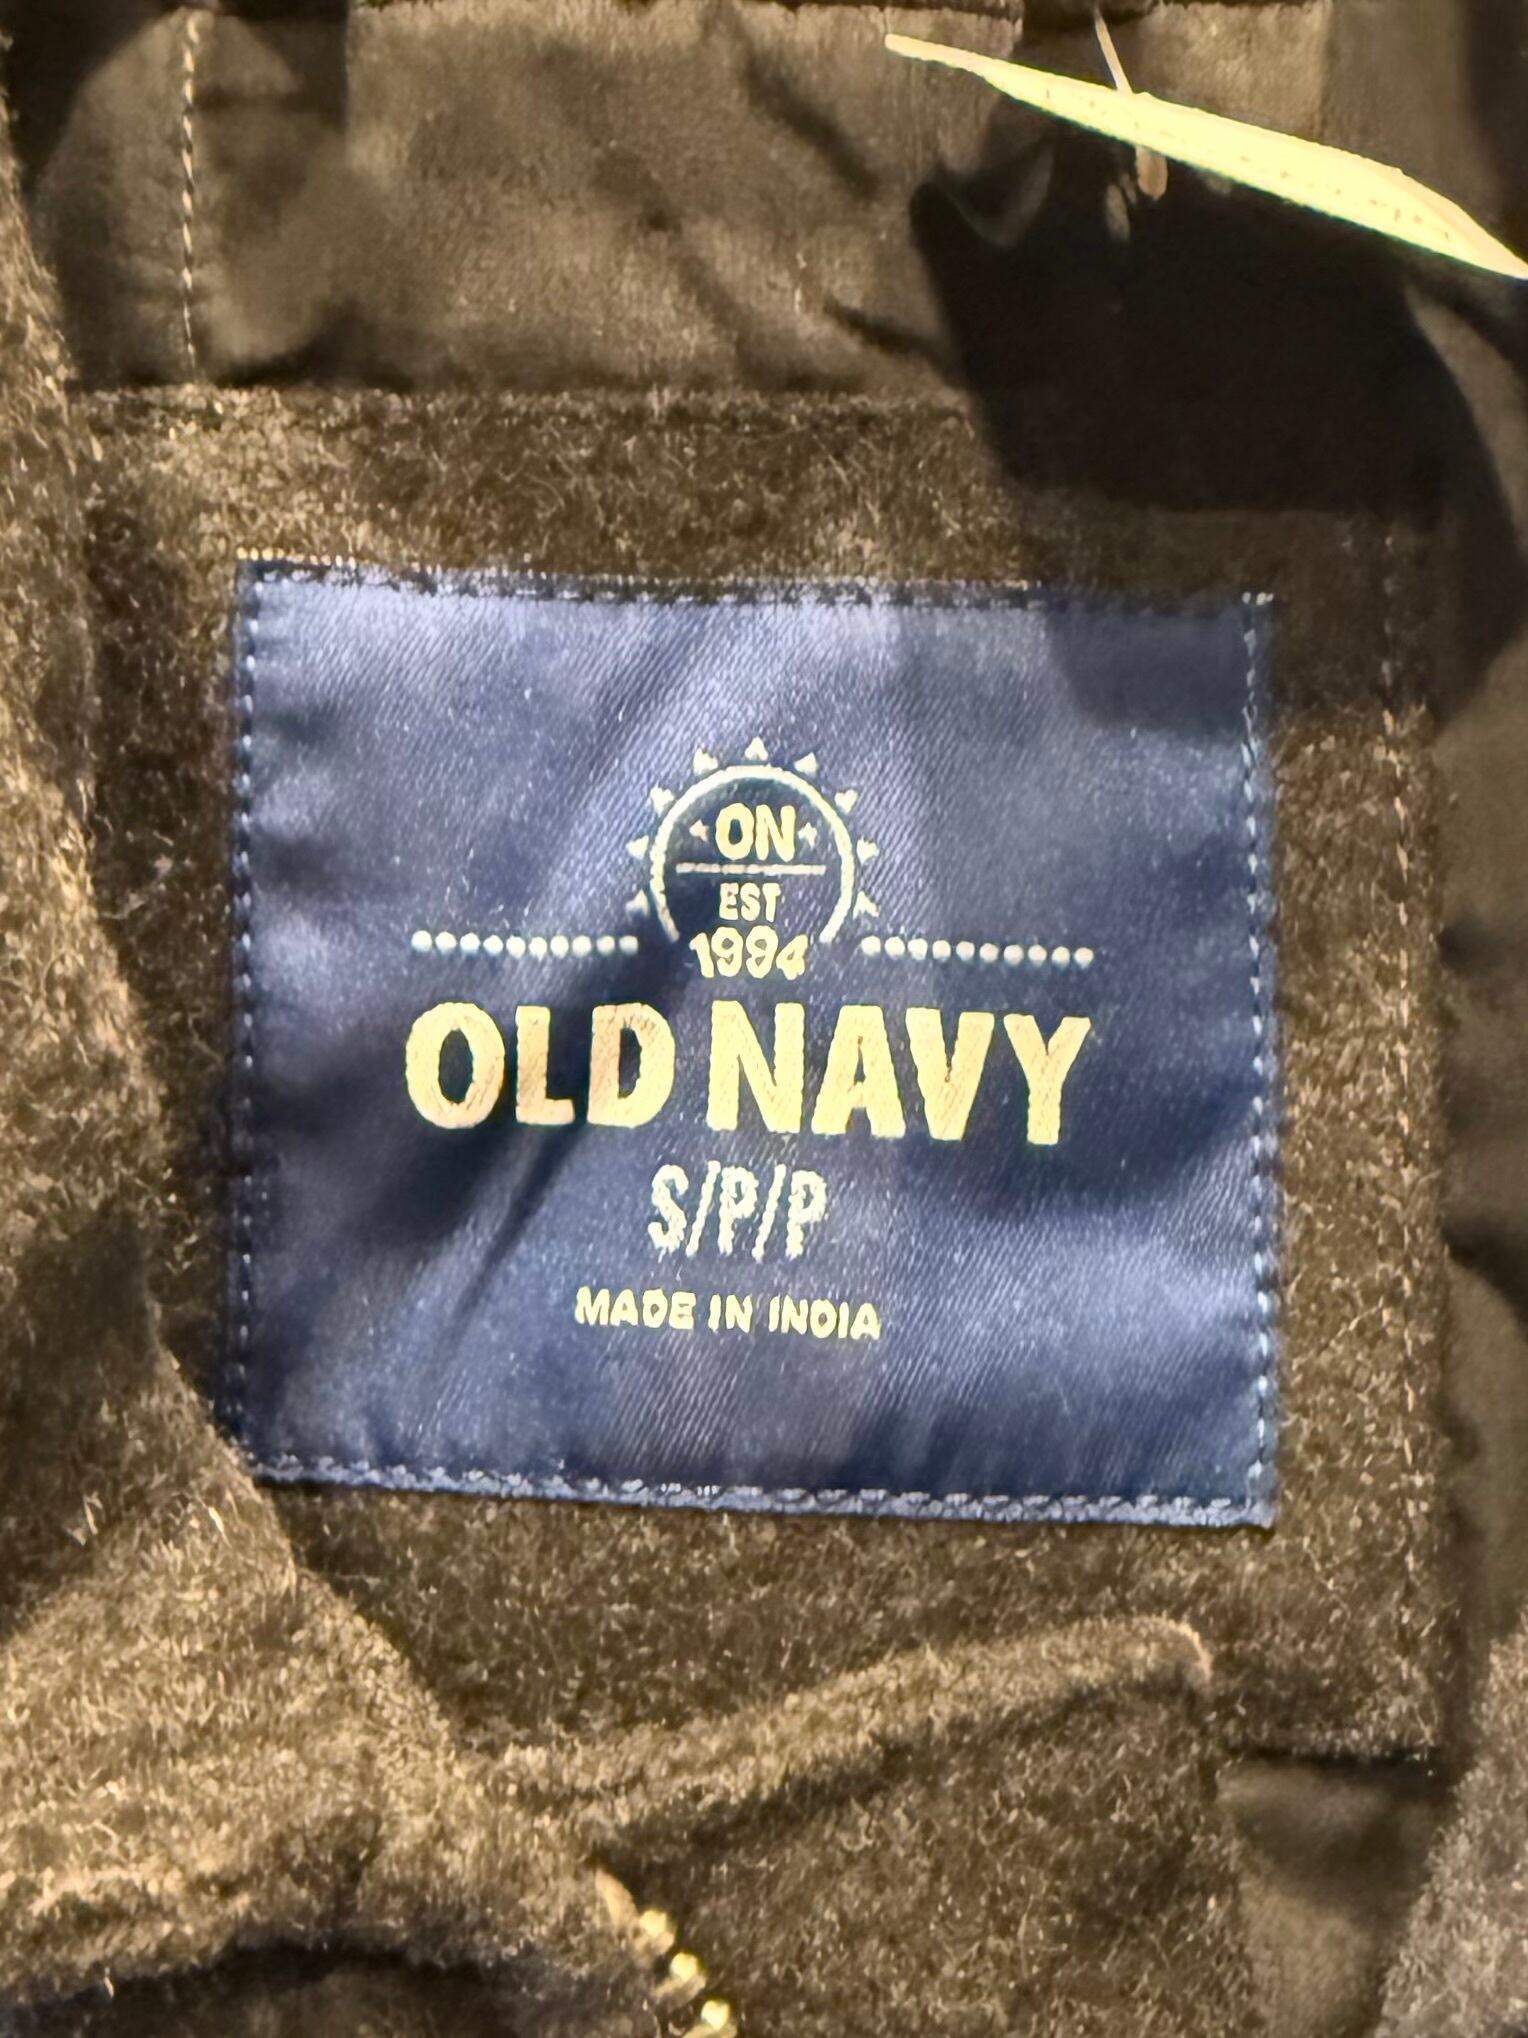 ON
EST
1994
OLD NAVY
S/P/P
MADE IN INDIA